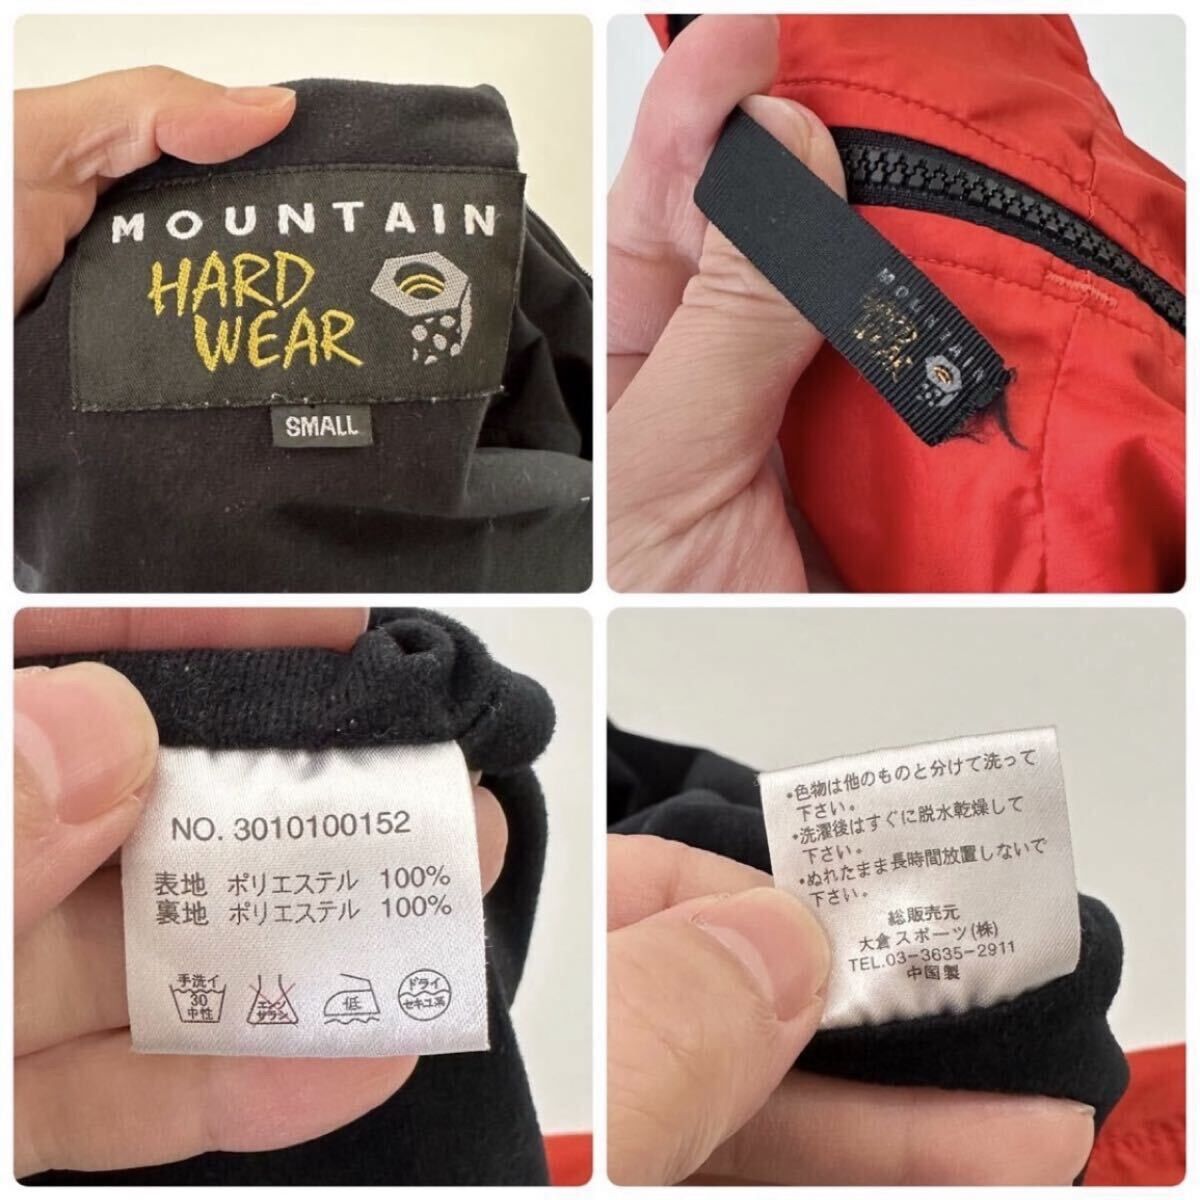 MOUNTAIN
HARD
WEAR
SMALL
MOUNTAIN
HARD
WEAR
NO. 3010100152
表地 ポリエステル 100%
裏地 ポリエステル 100%
手洗イ
30
中性
エンソ
サラシ
低
ドライ
セキユ系
・色物は他のものと分けて洗って
下さい。
・洗濯後はすぐに脱水乾燥して
下さい。
・ぬれたまま長時間放置しないで
下さい。
総販売元
大倉スポーツ(株)
TEL.03-3635-2911
中国製